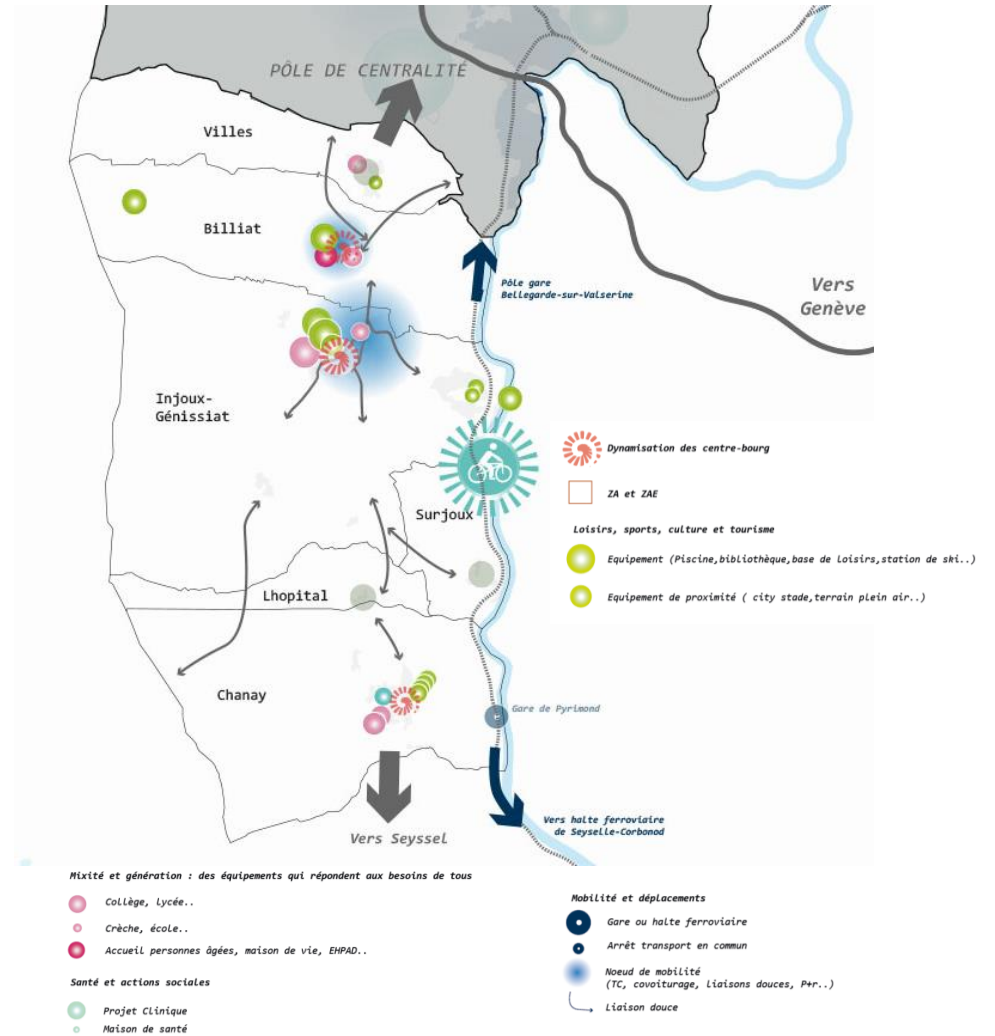 PÔLE DE CENTRALITÉ
Villes
Billiat
Pôle gare
Bellegarde-sur-Valserine
Vers
Genève
Injoux-
Génissiat
Surjoux
Lhopital
Chanay
Gare de Pyrimond
Vers Seyssel
Vers halte ferroviaire
de Seyselle-Corbonod
Dynamisation des centre-bourg
ZA et ZAE
Loisirs, sports, culture et tourisme
Equipement (Piscine,bibliothèque,base de loisirs,station de ski..)
Equipement de proximité ( city stade,terrain plein air..)
Mixité et génération : des équipements qui répondent aux besoins de tous
Collège, lycée..
Crèche, école..
Accueil personnes âgées, maison de vie, EHPAD..
Santé et actions sociales
Projet Clinique
Maison de santé
Mobilité et déplacements
Gare ou halte ferroviaire
Arrêt transport en commun
Noeud de mobilité
(TC, covoiturage, liaisons douces, P+r..)
Liaison douce